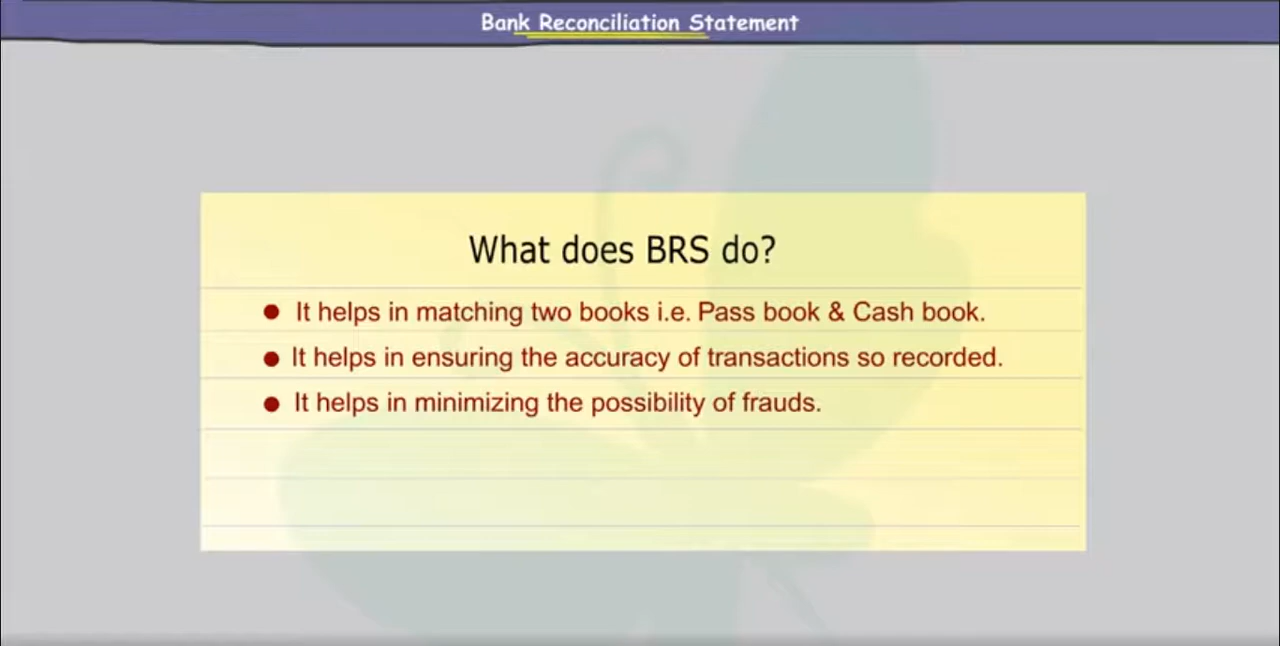 Bank Reconciliation Statement
What does BRS do?
● It helps in matching two books i.e. Pass book & Cash book.
● It helps in ensuring the accuracy of transactions so recorded.
● It helps in minimizing the possibility of frauds.